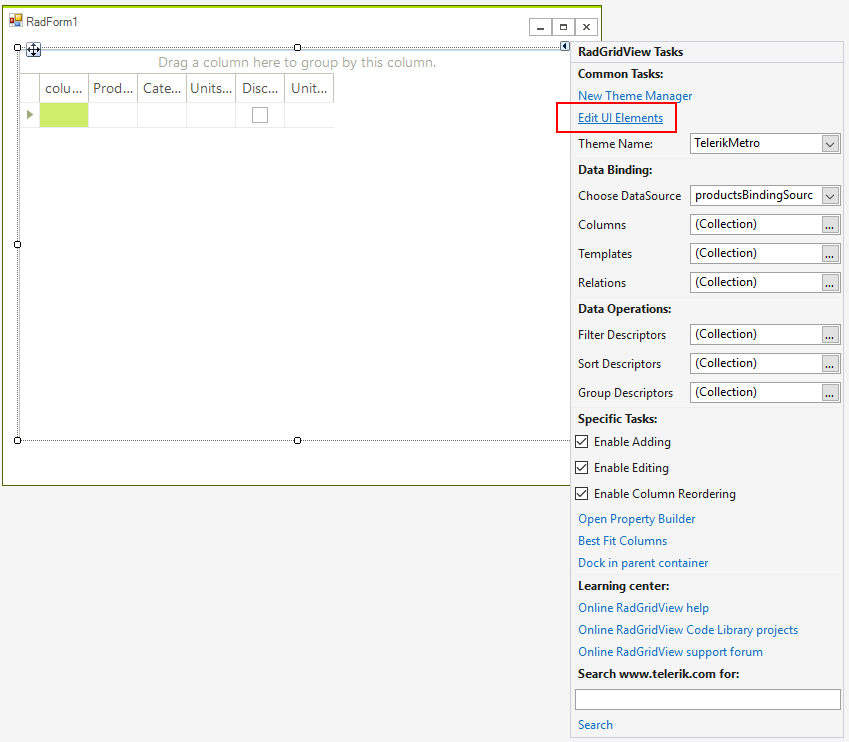 RadForm1
Drag a column here to group by this column.
colu... Prod... Cate... Units... Disc... Unit...
RadGridView Tasks
Common Tasks:
New Theme Manager
Edit UI Elements
Theme Name: TelerikMetro
Data Binding:
Choose DataSource productsBindingSourc
Columns (Collection) ...
Templates (Collection) ...
Relations (Collection) ...
Data Operations:
Filter Descriptors (Collection) ...
Sort Descriptors (Collection) ...
Group Descriptors (Collection) ...
Specific Tasks:
Enable Adding
Enable Editing
Enable Column Reordering
Open Property Builder
Best Fit Columns
Dock in parent container
Learning center:
Online RadGridView help
Online RadGridView Code Library projects
Online RadGridView support forum
Search www.telerik.com for:
Search